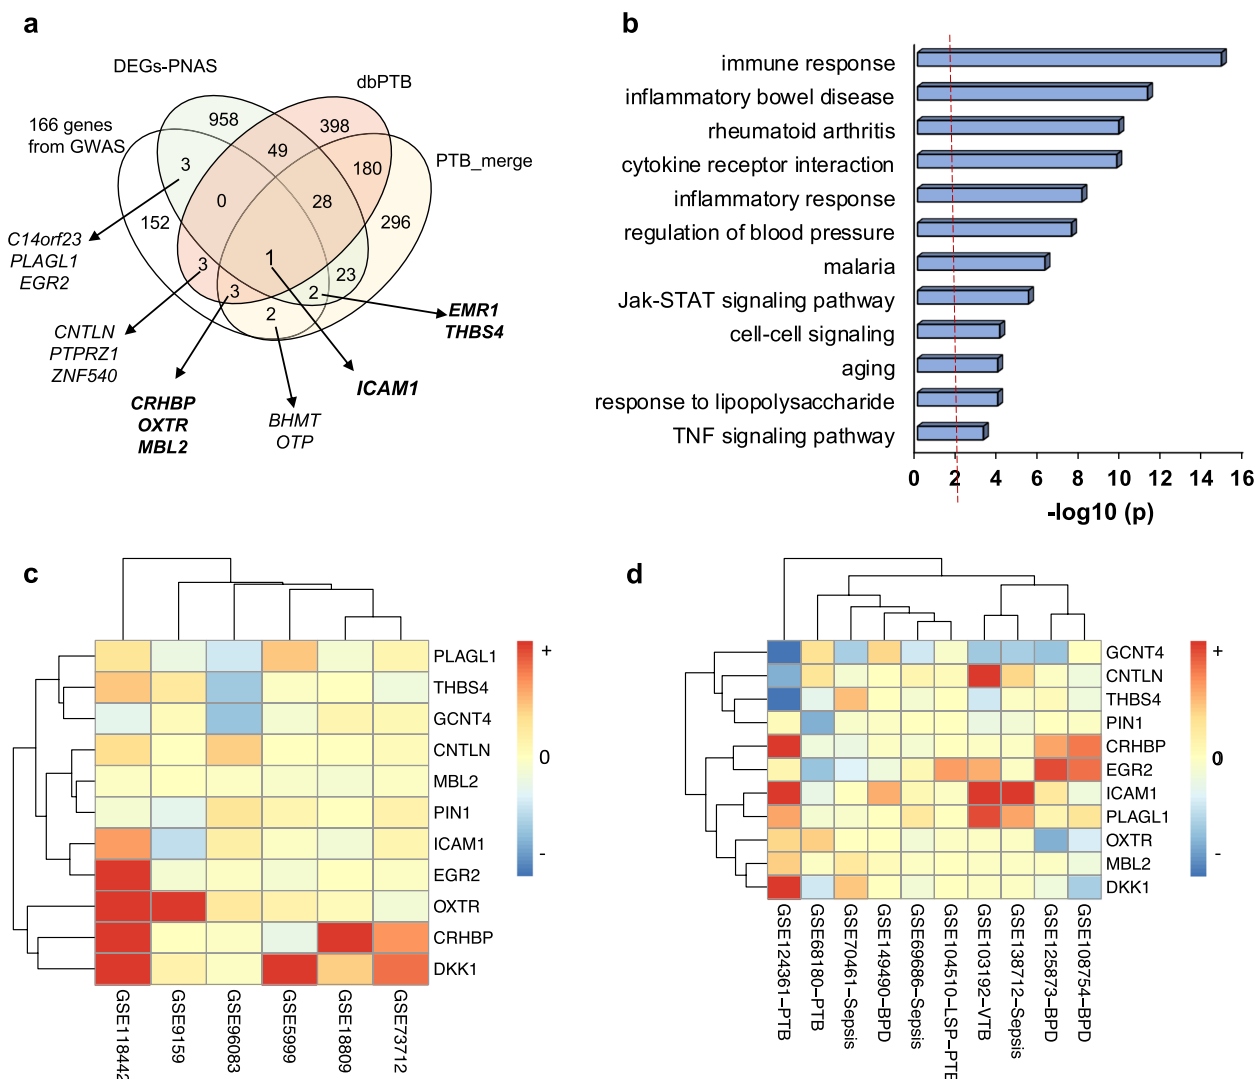 a
DEGs-PNAS
dbPTB
166 genes
from GWAS
PTB_merge
958
398
3
49
180
0
28
152
296
1
3
23
3
2
2
C14orf23
PLAGL1
EGR2
EMR1
THBS4
CNTLN
PTPRZ1
ZNF540
ICAM1
CRHBP
OXTR
MBL2
BHMT
OTP
b
immune response
inflammatory bowel disease
rheumatoid arthritis
cytokine receptor interaction
inflammatory response
regulation of blood pressure
malaria
Jak-STAT signaling pathway
cell-cell signaling
aging
response to lipopolysaccharide
TNF signaling pathway
0 2 4 6 8 10 12 14 16
-log10 (p)
c
PLAGL1
THBS4
GCNT4
CNTLN
MBL2
PIN1
ICAM1
EGR2
OXTR
CRHBP
DKK1
GSE118442
GSE9159
GSE96083
GSE5999
GSE18809
GSE73712
+
0
-
d
GCNT4
CNTLN
THBS4
PIN1
CRHBP
EGR2
ICAM1
PLAGL1
OXTR
MBL2
DKK1
GSE124361−PTB
GSE68180−PTB
GSE70461−Sepsis
GSE149490−BPD
GSE69686−Sepsis
GSE104510−LSP−PTB
GSE103192−VTB
GSE138712−Sepsis
GSE125873−BPD
GSE108754−BPD
+
0
-